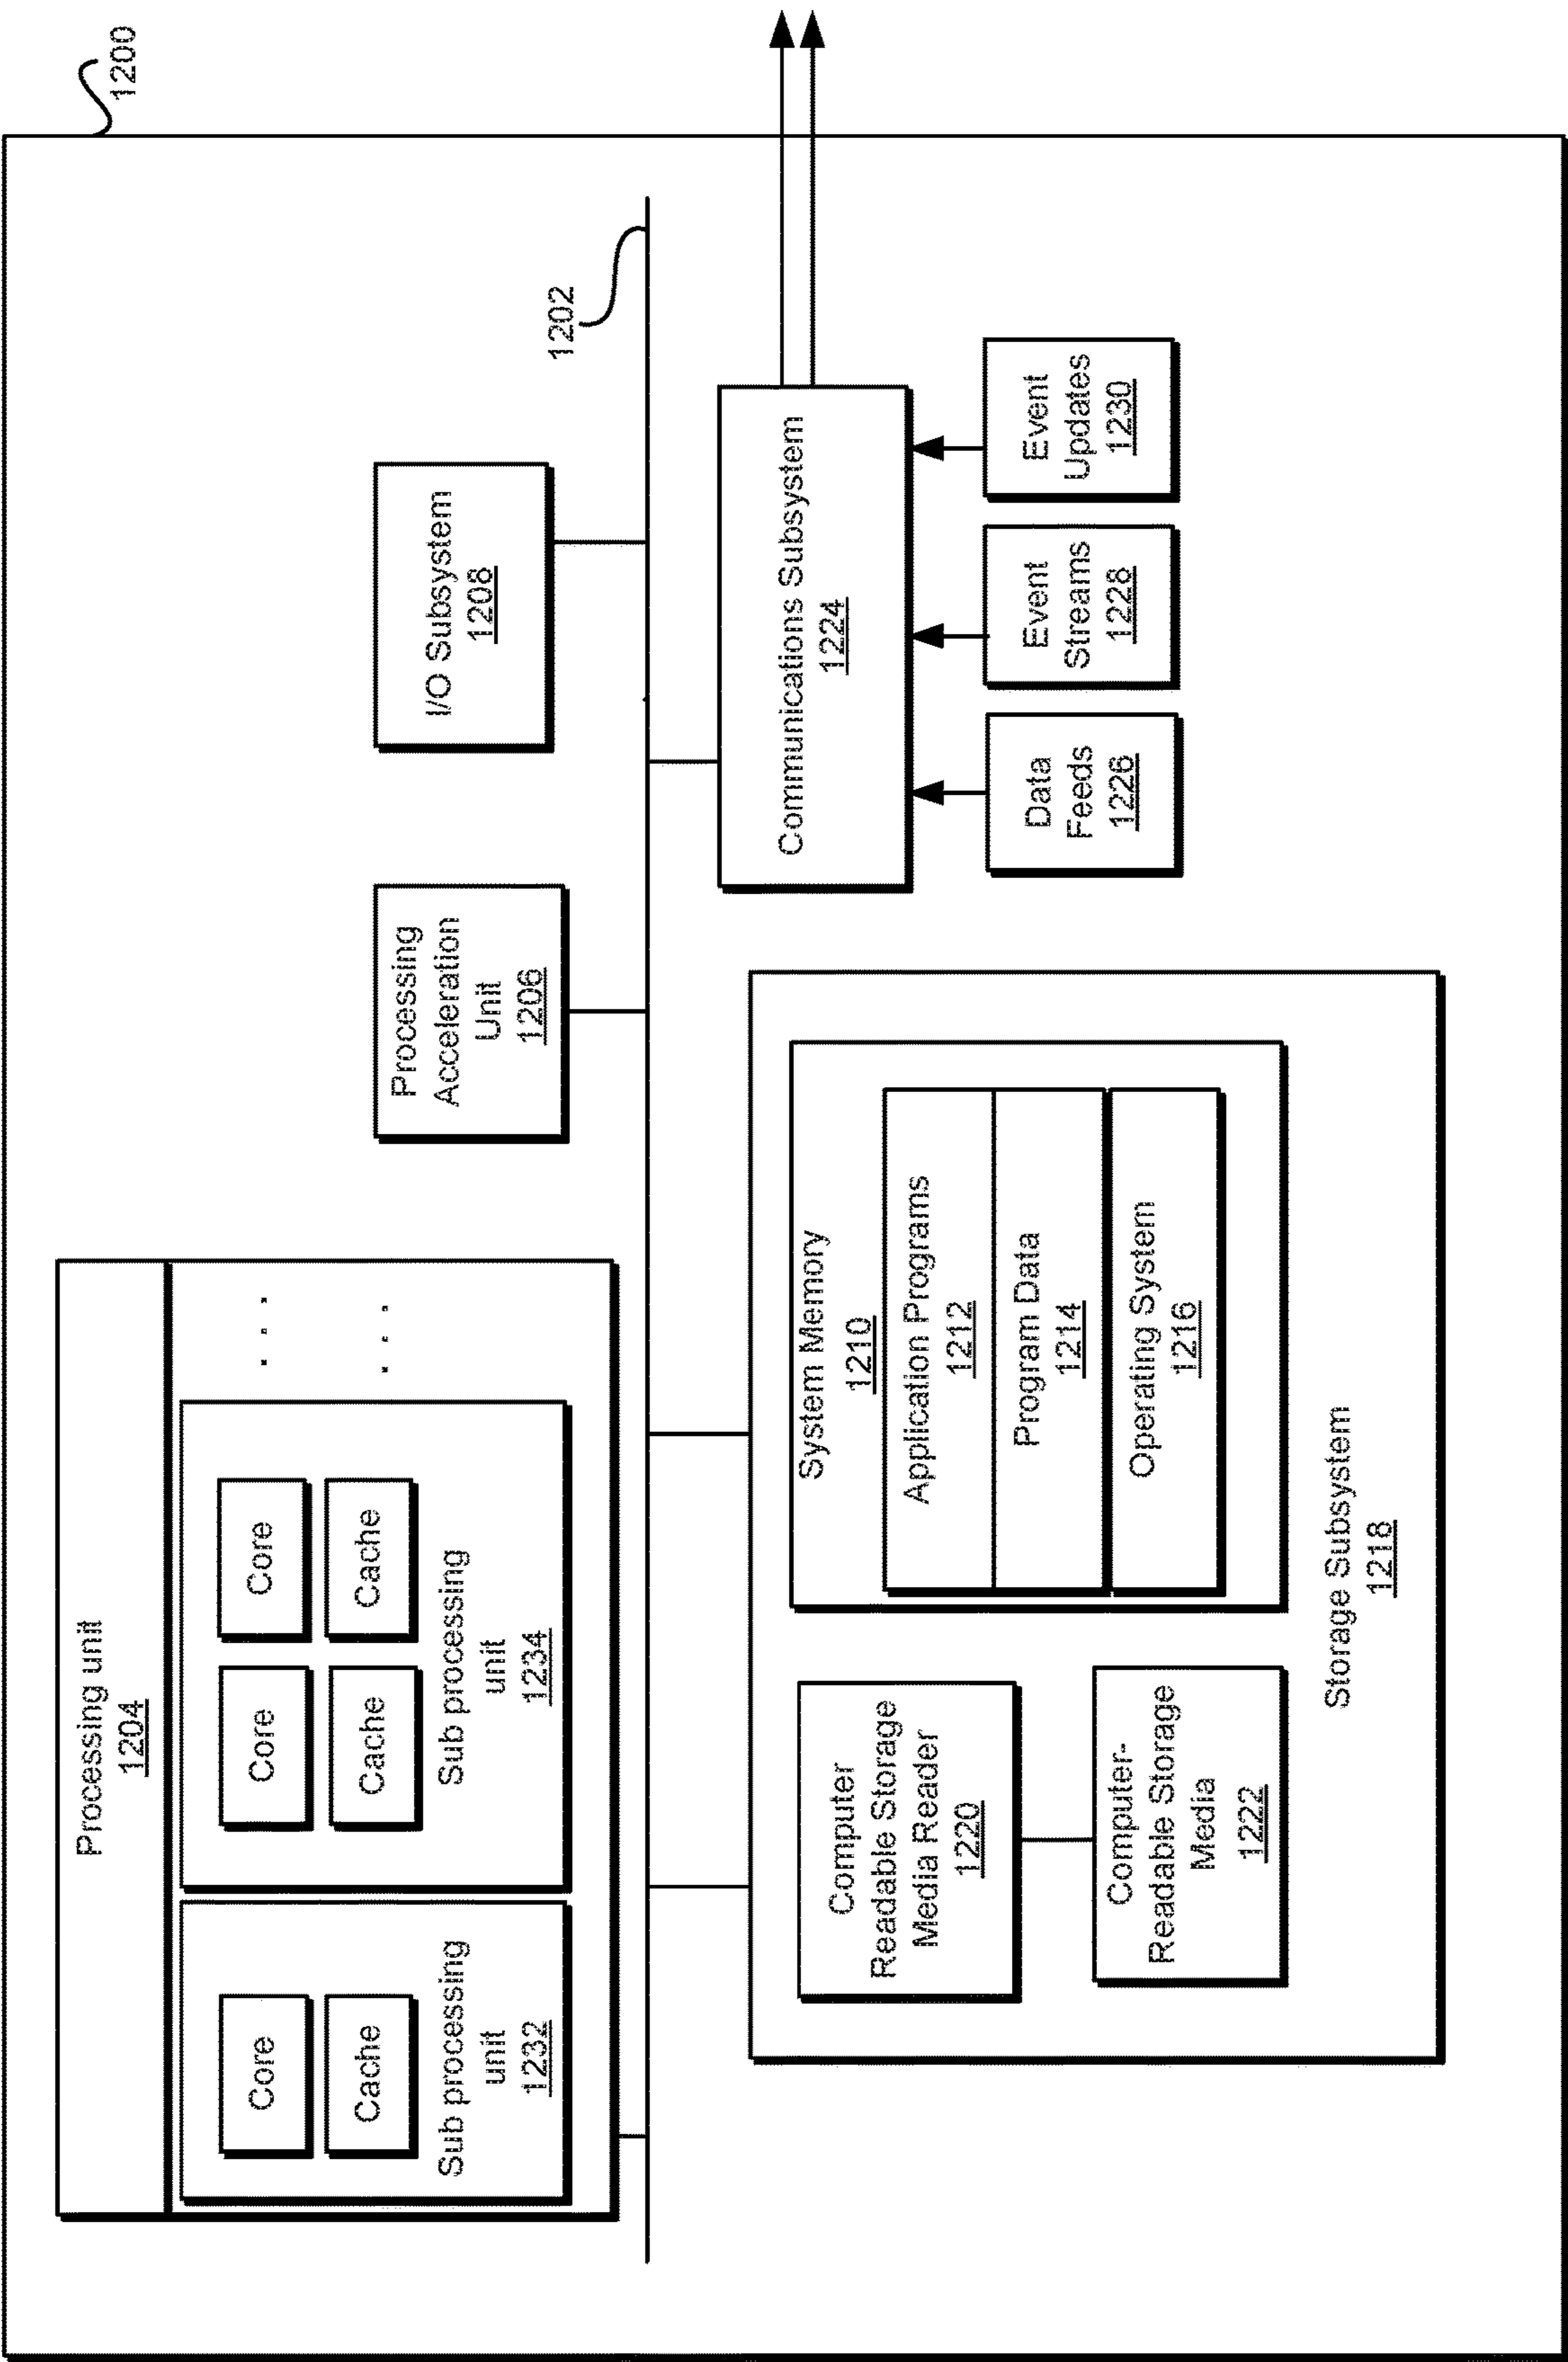 1200
Processing unit
1204
Core
Cache
Sub processing
unit
1232
Core
Core
Cache
Cache
Sub processing
unit
1234
. . .
. . .
Processing
Acceleration
Unit
1206
I/O Subsystem
1208
1202
Computer
Readable Storage
Media Reader
1220
Computer-
Readable Storage
Media
1222
System Memory
1210
Application Programs
1212
Program Data
1214
Operating System
1216
Storage Subsystem
1218
Communications Subsystem
1224
Data
Feeds
1226
Event
Streams
1228
Event
Updates
1230